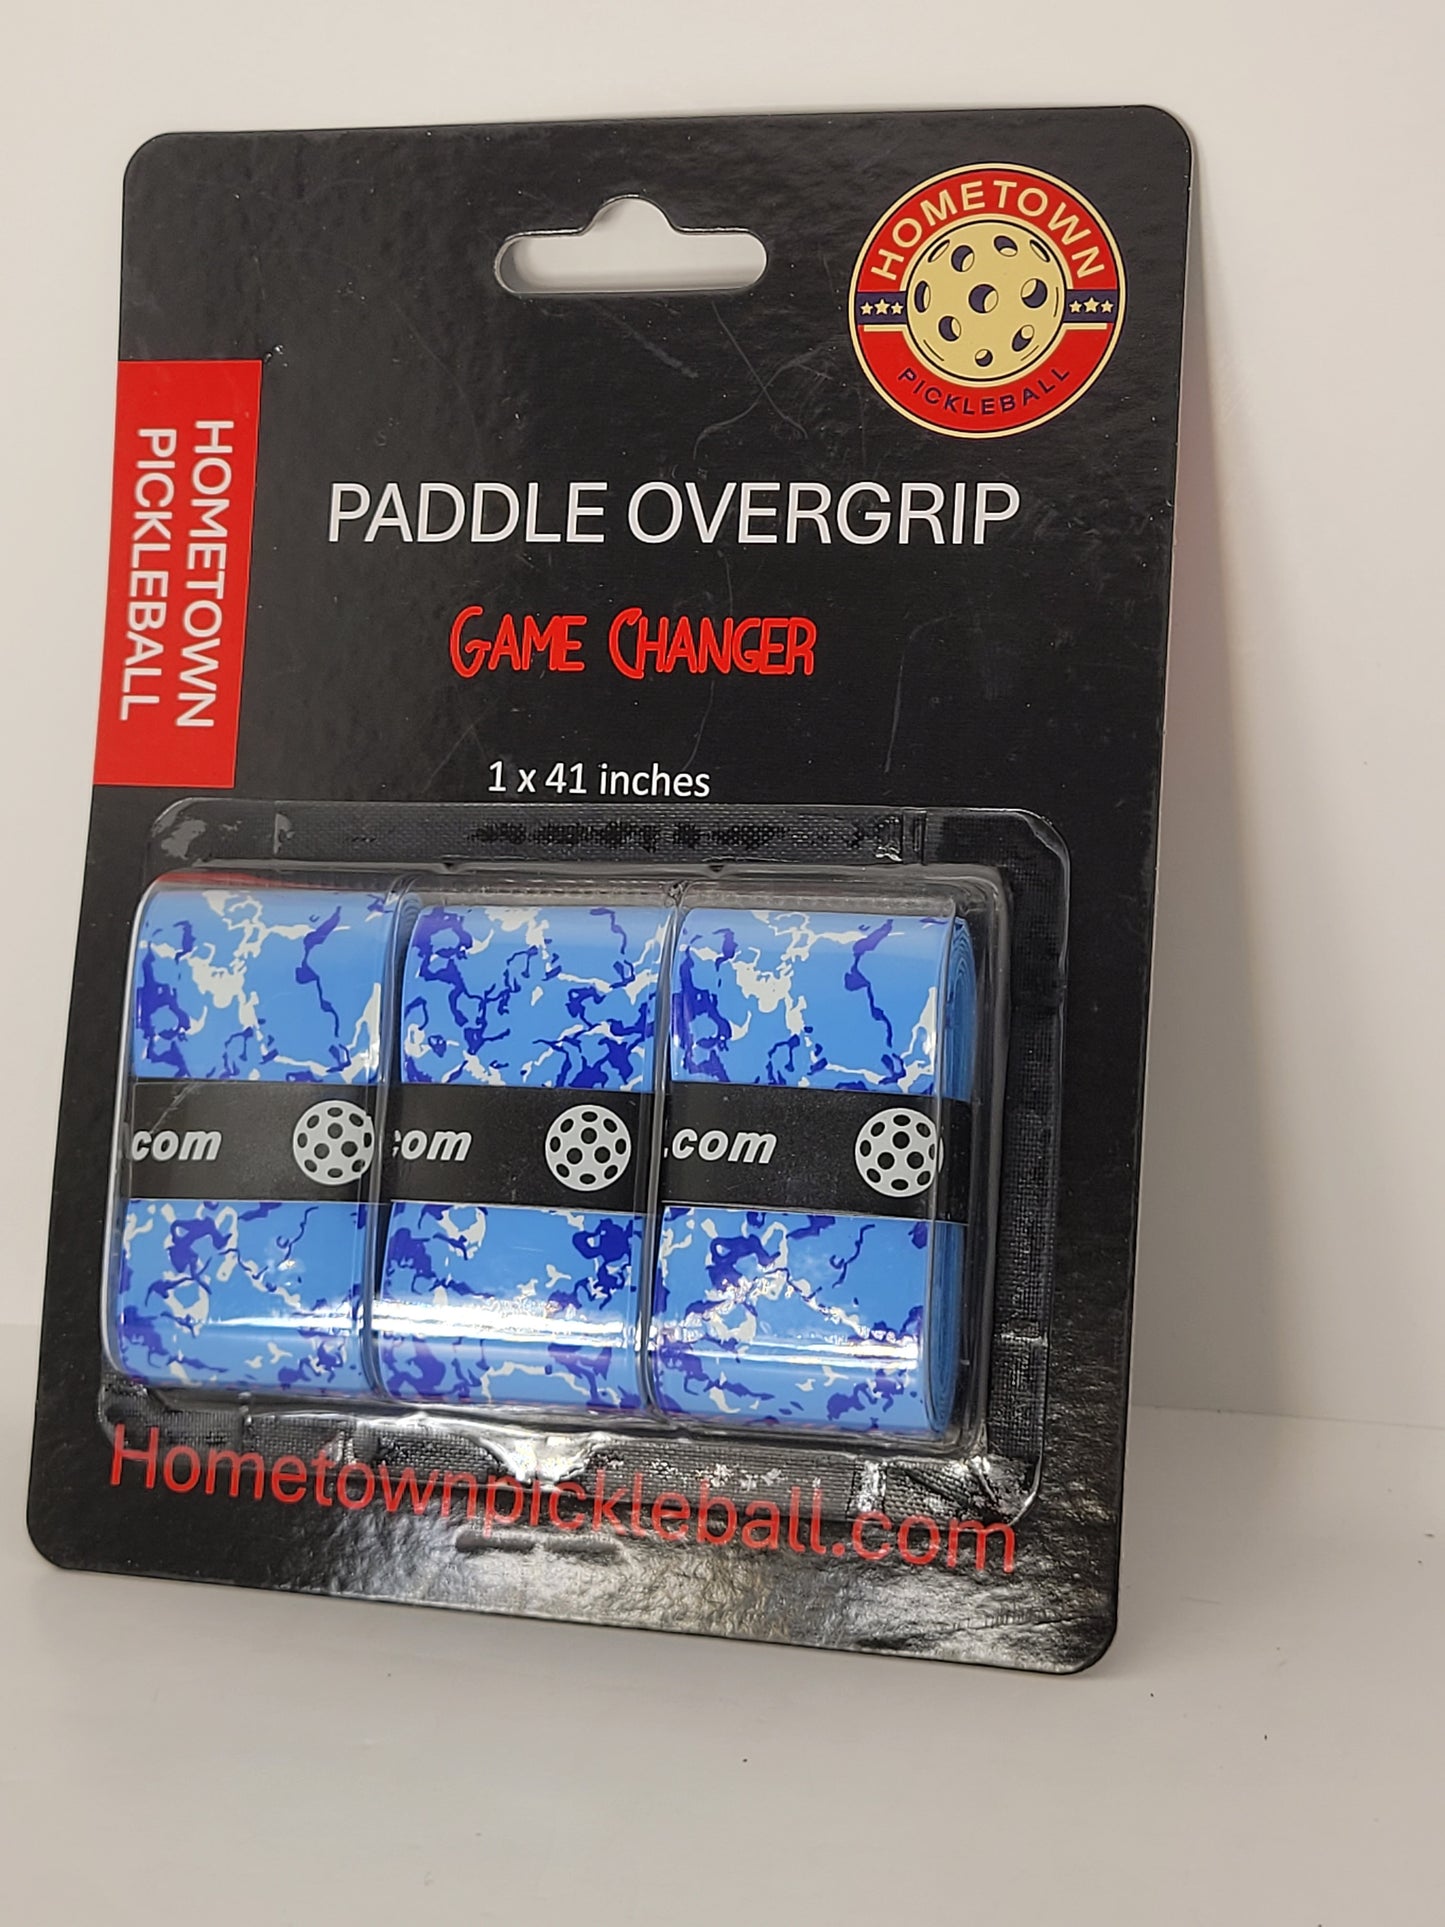 HOMETOWN
PICKLEBALL
HOMETOWN
PICKLEBALL
PADDLE OVERGRIP
GAME CHANGER
1 x 41 inches
.com
com
.com
Hometownpickleball.com